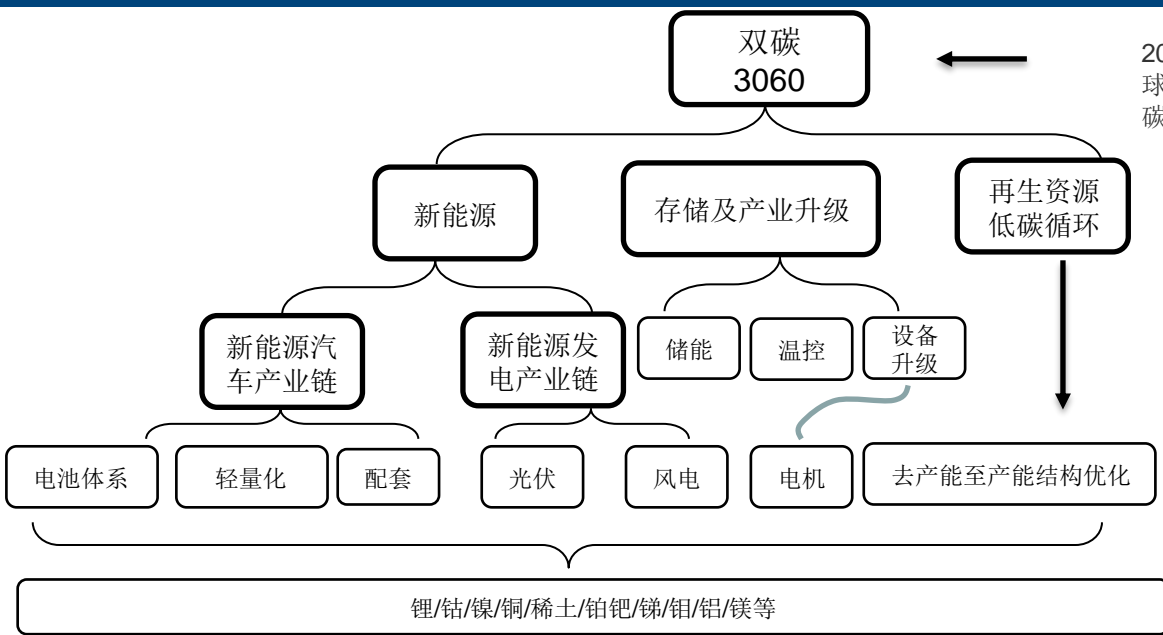 双碳
3060
20
球
碳
新能源
存储及产业升级
再生资源
低碳循环
新能源汽
车产业链
新能源发
电产业链
储能
温控
设备
升级
电池体系
轻量化
配套
光伏
风电
电机
去产能至产能结构优化
锂/钴/镍/铜/稀土/铂钯/锑/钼/铝/镁等